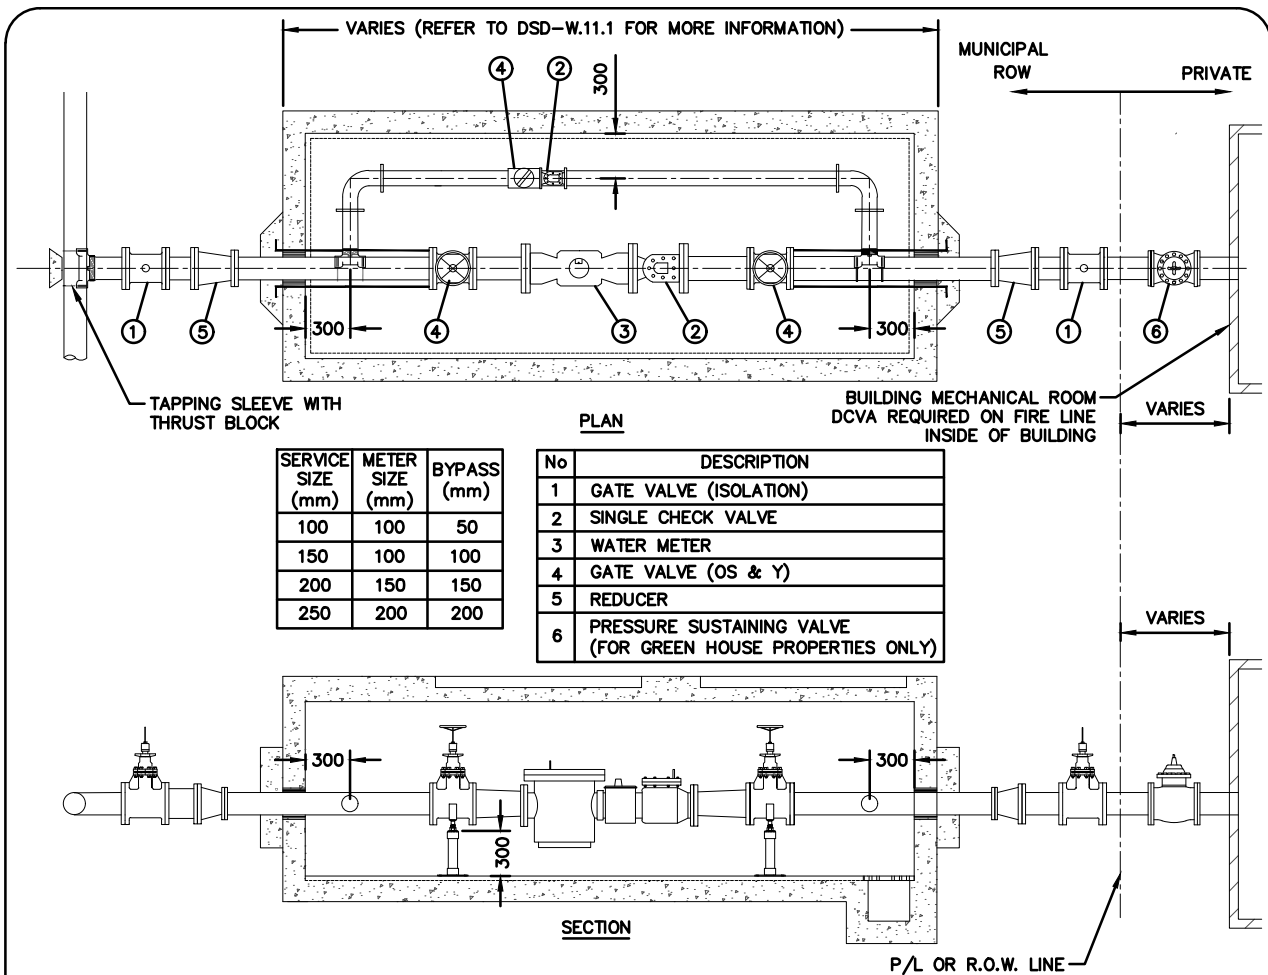 VARIES (REFER TO DSD-W.11.1 FOR MORE INFORMATION)
MUNICIPAL
ROW
PRIVATE
4
2
300
1
5
300
4
3
2
4
300
5
1
6
TAPPING SLEEVE WITH
THRUST BLOCK
PLAN
BUILDING MECHANICAL ROOM
DCVA REQUIRED ON FIRE LINE
INSIDE OF BUILDING
VARIES
SERVICE SIZE (mm) METER SIZE (mm) BYPASS (mm)
100 100 50
150 100 100
200 150 150
250 200 200
No DESCRIPTION
1 GATE VALVE (ISOLATION)
2 SINGLE CHECK VALVE
3 WATER METER
4 GATE VALVE (OS & Y)
5 REDUCER
6 PRESSURE SUSTAINING VALVE
(FOR GREEN HOUSE PROPERTIES ONLY)
VARIES
300
300
300
SECTION
P/L OR R.O.W. LINE